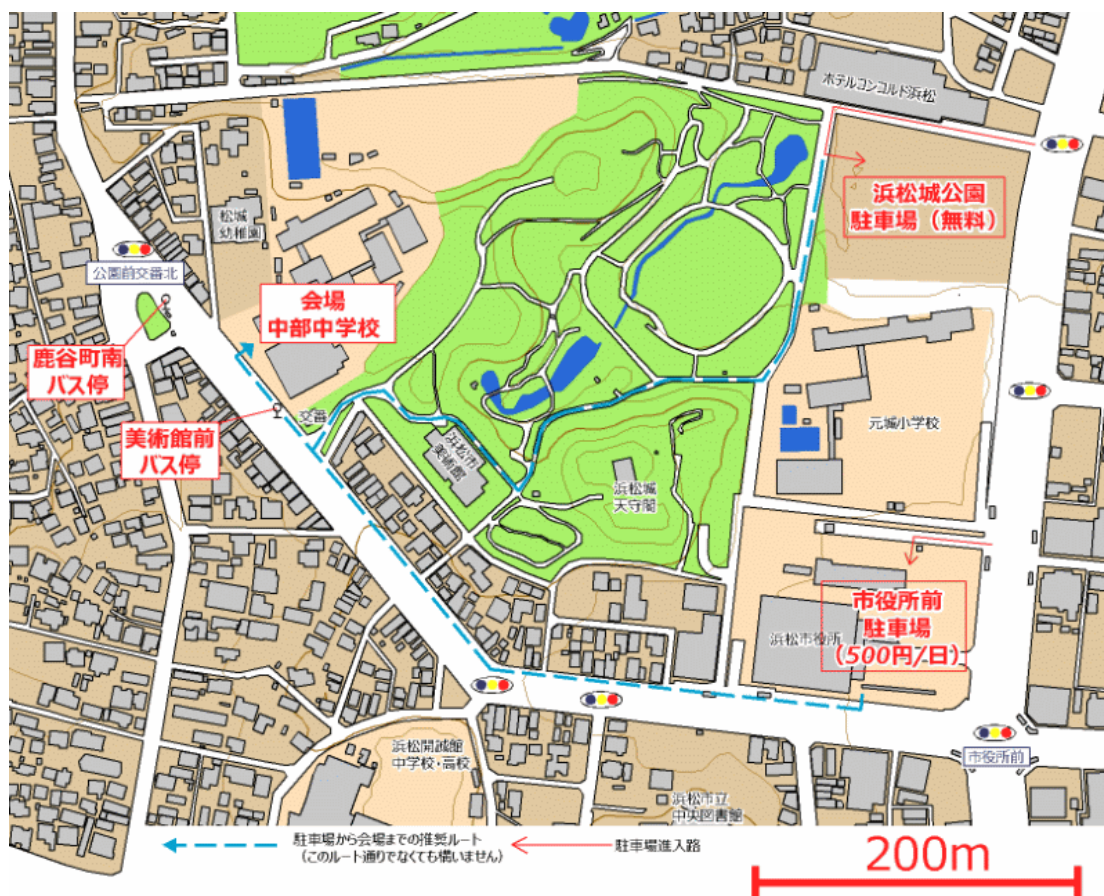 ホテルコンコルド浜松
浜松城公園
駐車場（無料）
松城
幼稚園
公園前交番北
会場
中部中学校
鹿谷町南
バス停
美術館前
バス停
交番
浜松市
美術館
元城小学校
浜松城
天守閣
市役所前
駐車場
（500円/日）
浜松市役所
浜松開誠館
中学校・高校
市役所前
浜松市立
中央図書館
駐車場から会場までの推奨ルート
（このルート通りでなくても構いません）
駐車場進入路
200m